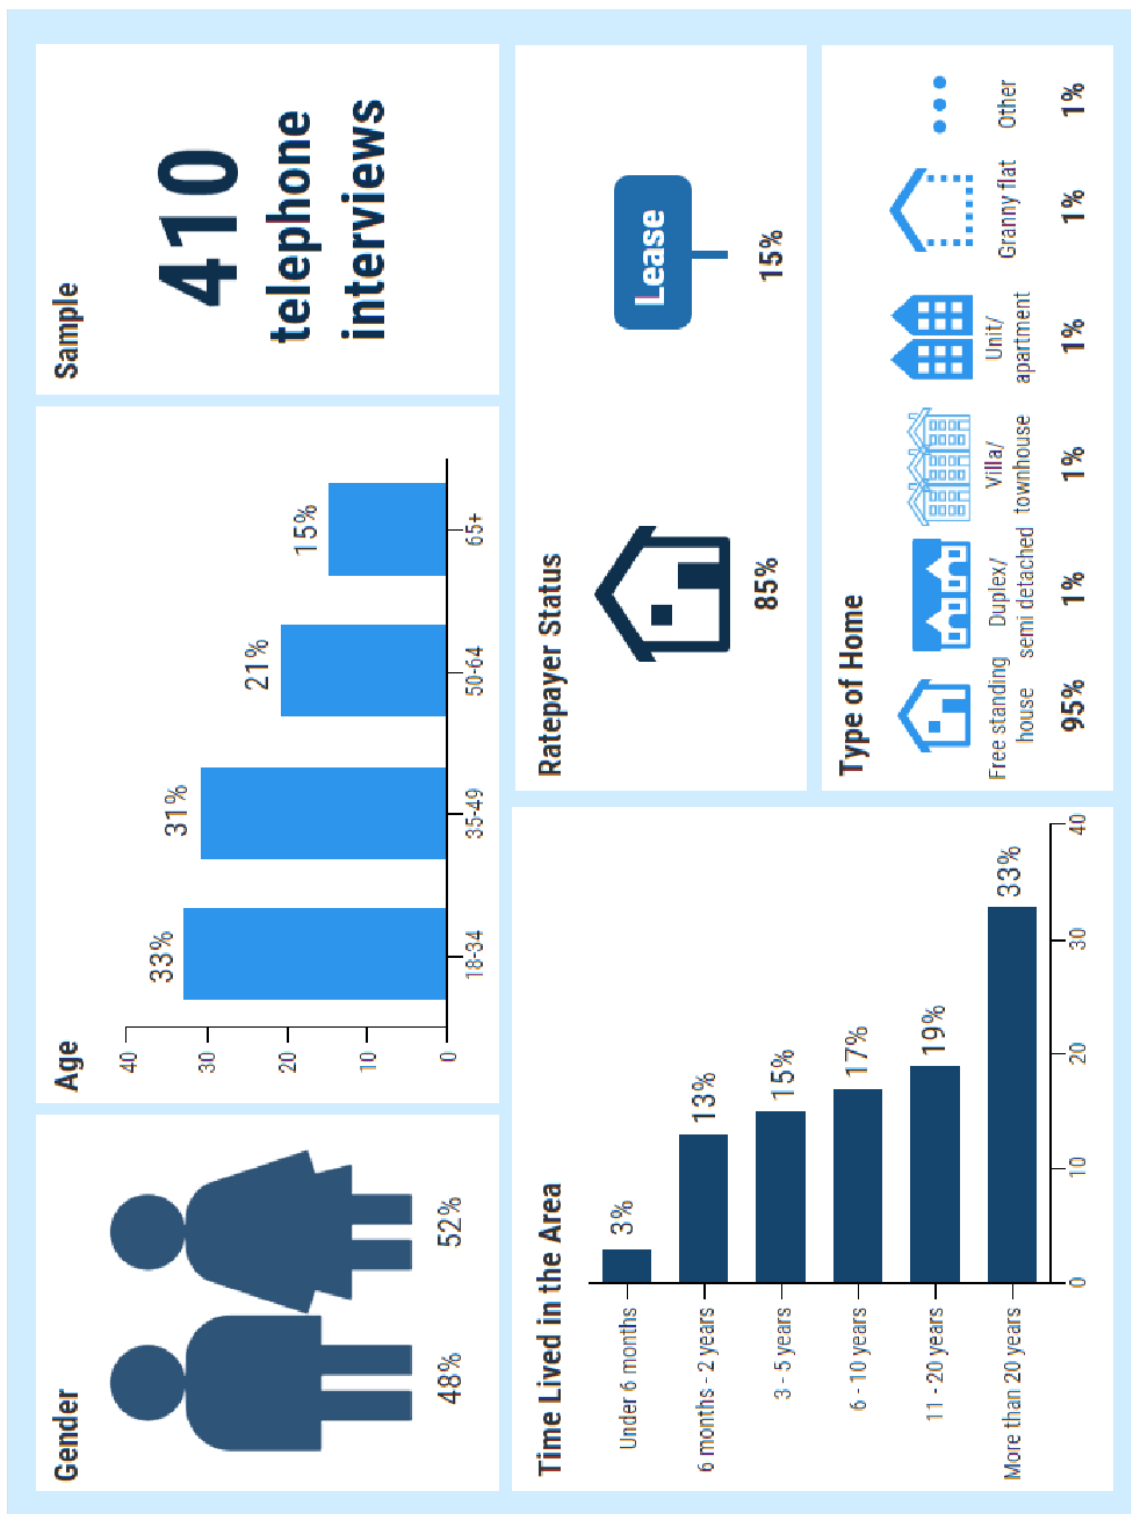 Gender
48%
52%
Age
40
30
20
10
0
33%
31%
21%
15%
18-34
35-49
50-64
65+
Sample
410
telephone
interviews
Time Lived in the Area
Under 6 months
3%
6 months - 2 years
13%
3 - 5 years
15%
6 - 10 years
17%
11 - 20 years
19%
More than 20 years
33%
0
10
20
30
40
Ratepayer Status
85%
Lease
15%
Type of Home
Free standing
house
95%
Duplex/
semi detached
1%
Villa/
townhouse
1%
Unit/
apartment
1%
Granny flat
1%
Other
1%